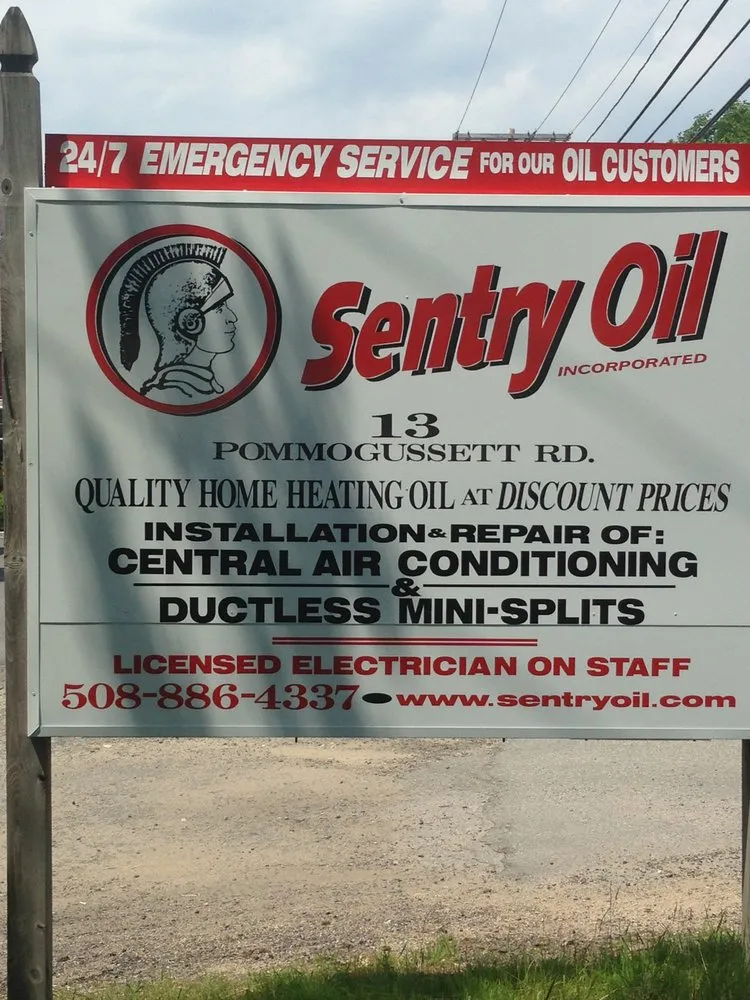 24/7 EMERGENCY SERVICE FOR OUR OIL CUSTOMERS
Sentry Oil
INCORPORATED
13
POMMOGUSSETT RD.
QUALITY HOME HEATING OIL AT DISCOUNT PRICES
INSTALLATION & REPAIR OF:
CENTRAL AIR CONDITIONING
&
DUCTLESS MINI-SPLITS
LICENSED ELECTRICIAN ON STAFF
508-886-4337 • www.sentryoil.com